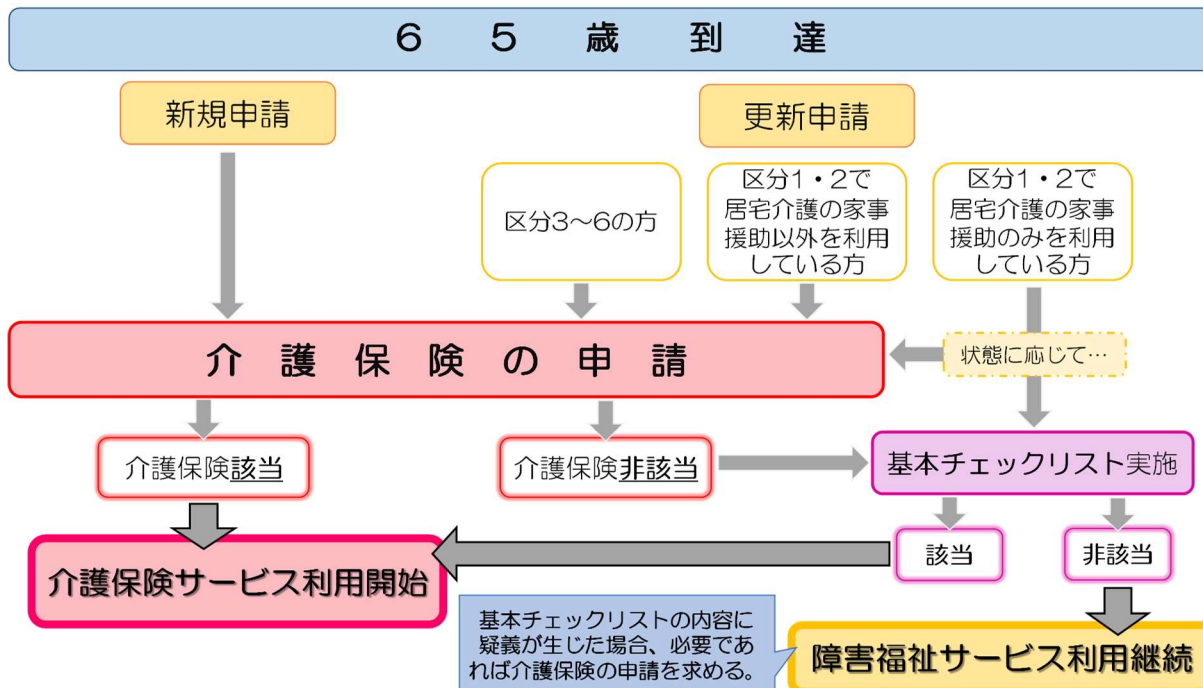 ６５歳到達
新規申請
更新申請
区分3～6の方
区分1・2で
居宅介護の家事
援助以外を利用
している方
区分1・2で
居宅介護の家事
援助のみを利用
している方
介護保険の申請
状態に応じて…
介護保険該当
介護保険非該当
基本チェックリスト実施
該当
非該当
介護保険サービス利用開始
基本チェックリストの内容に
疑義が生じた場合、必要であ
れば介護保険の申請を求める。
障害福祉サービス利用継続